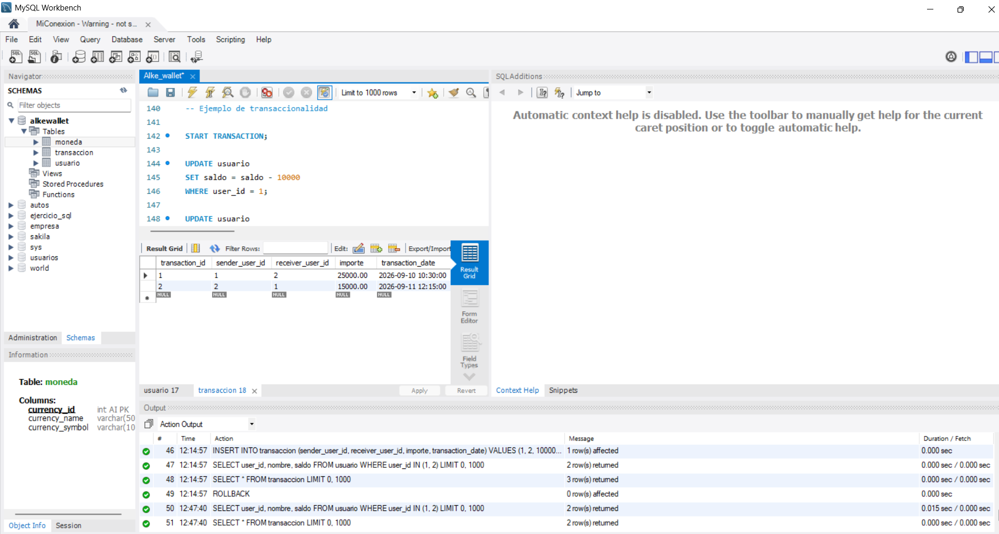 MySQL Workbench
MiConexion - Warning - not s...
File Edit View Query Database Server Tools Scripting Help
Navigator
SCHEMAS
Filter objects
alkewallet
Tables
moneda
transaccion
usuario
Views
Stored Procedures
Functions
autos
ejercicio_sql
empresa
sakila
sys
usuarios
world
Administration Schemas
Information
Table: moneda
Columns:
currency_id int AI PK
currency_name varchar(50
currency_symbol varchar(10
Object Info Session
Alke_wallet*
Limit to 1000 rows
140 -- Ejemplo de transaccionalidad
141
142 START TRANSACTION;
143
144 UPDATE usuario
145 SET saldo = saldo - 10000
146 WHERE user_id = 1;
147
148 UPDATE usuario
Result Grid Filter Rows: Edit: Export/Import
transaction_id sender_user_id receiver_user_id importe transaction_date
1 1 2 25000.00 2026-09-10 10:30:00
2 2 1 15000.00 2026-09-11 12:15:00
NULL NULL NULL NULL NULL
Result Grid
Form Editor
Field Types
usuario 17 transaccion 18 Apply Revert
SQLAdditions
Jump to
Automatic context help is disabled. Use the toolbar to manually get help for the current
caret position or to toggle automatic help.
Context Help Snippets
Output
Action Output
# Time Action Message Duration / Fetch
46 12:14:57 INSERT INTO transaccion (sender_user_id, receiver_user_id, importe, transaction_date) VALUES (1, 2, 10000... 1 row(s) affected 0.000 sec
47 12:14:57 SELECT user_id, nombre, saldo FROM usuario WHERE user_id IN (1, 2) LIMIT 0, 1000 2 row(s) returned 0.000 sec / 0.000 sec
48 12:14:57 SELECT * FROM transaccion LIMIT 0, 1000 3 row(s) returned 0.000 sec / 0.000 sec
49 12:14:57 ROLLBACK 0 row(s) affected 0.000 sec
50 12:47:40 SELECT user_id, nombre, saldo FROM usuario WHERE user_id IN (1, 2) LIMIT 0, 1000 2 row(s) returned 0.015 sec / 0.000 sec
51 12:47:40 SELECT * FROM transaccion LIMIT 0, 1000 2 row(s) returned 0.000 sec / 0.000 sec